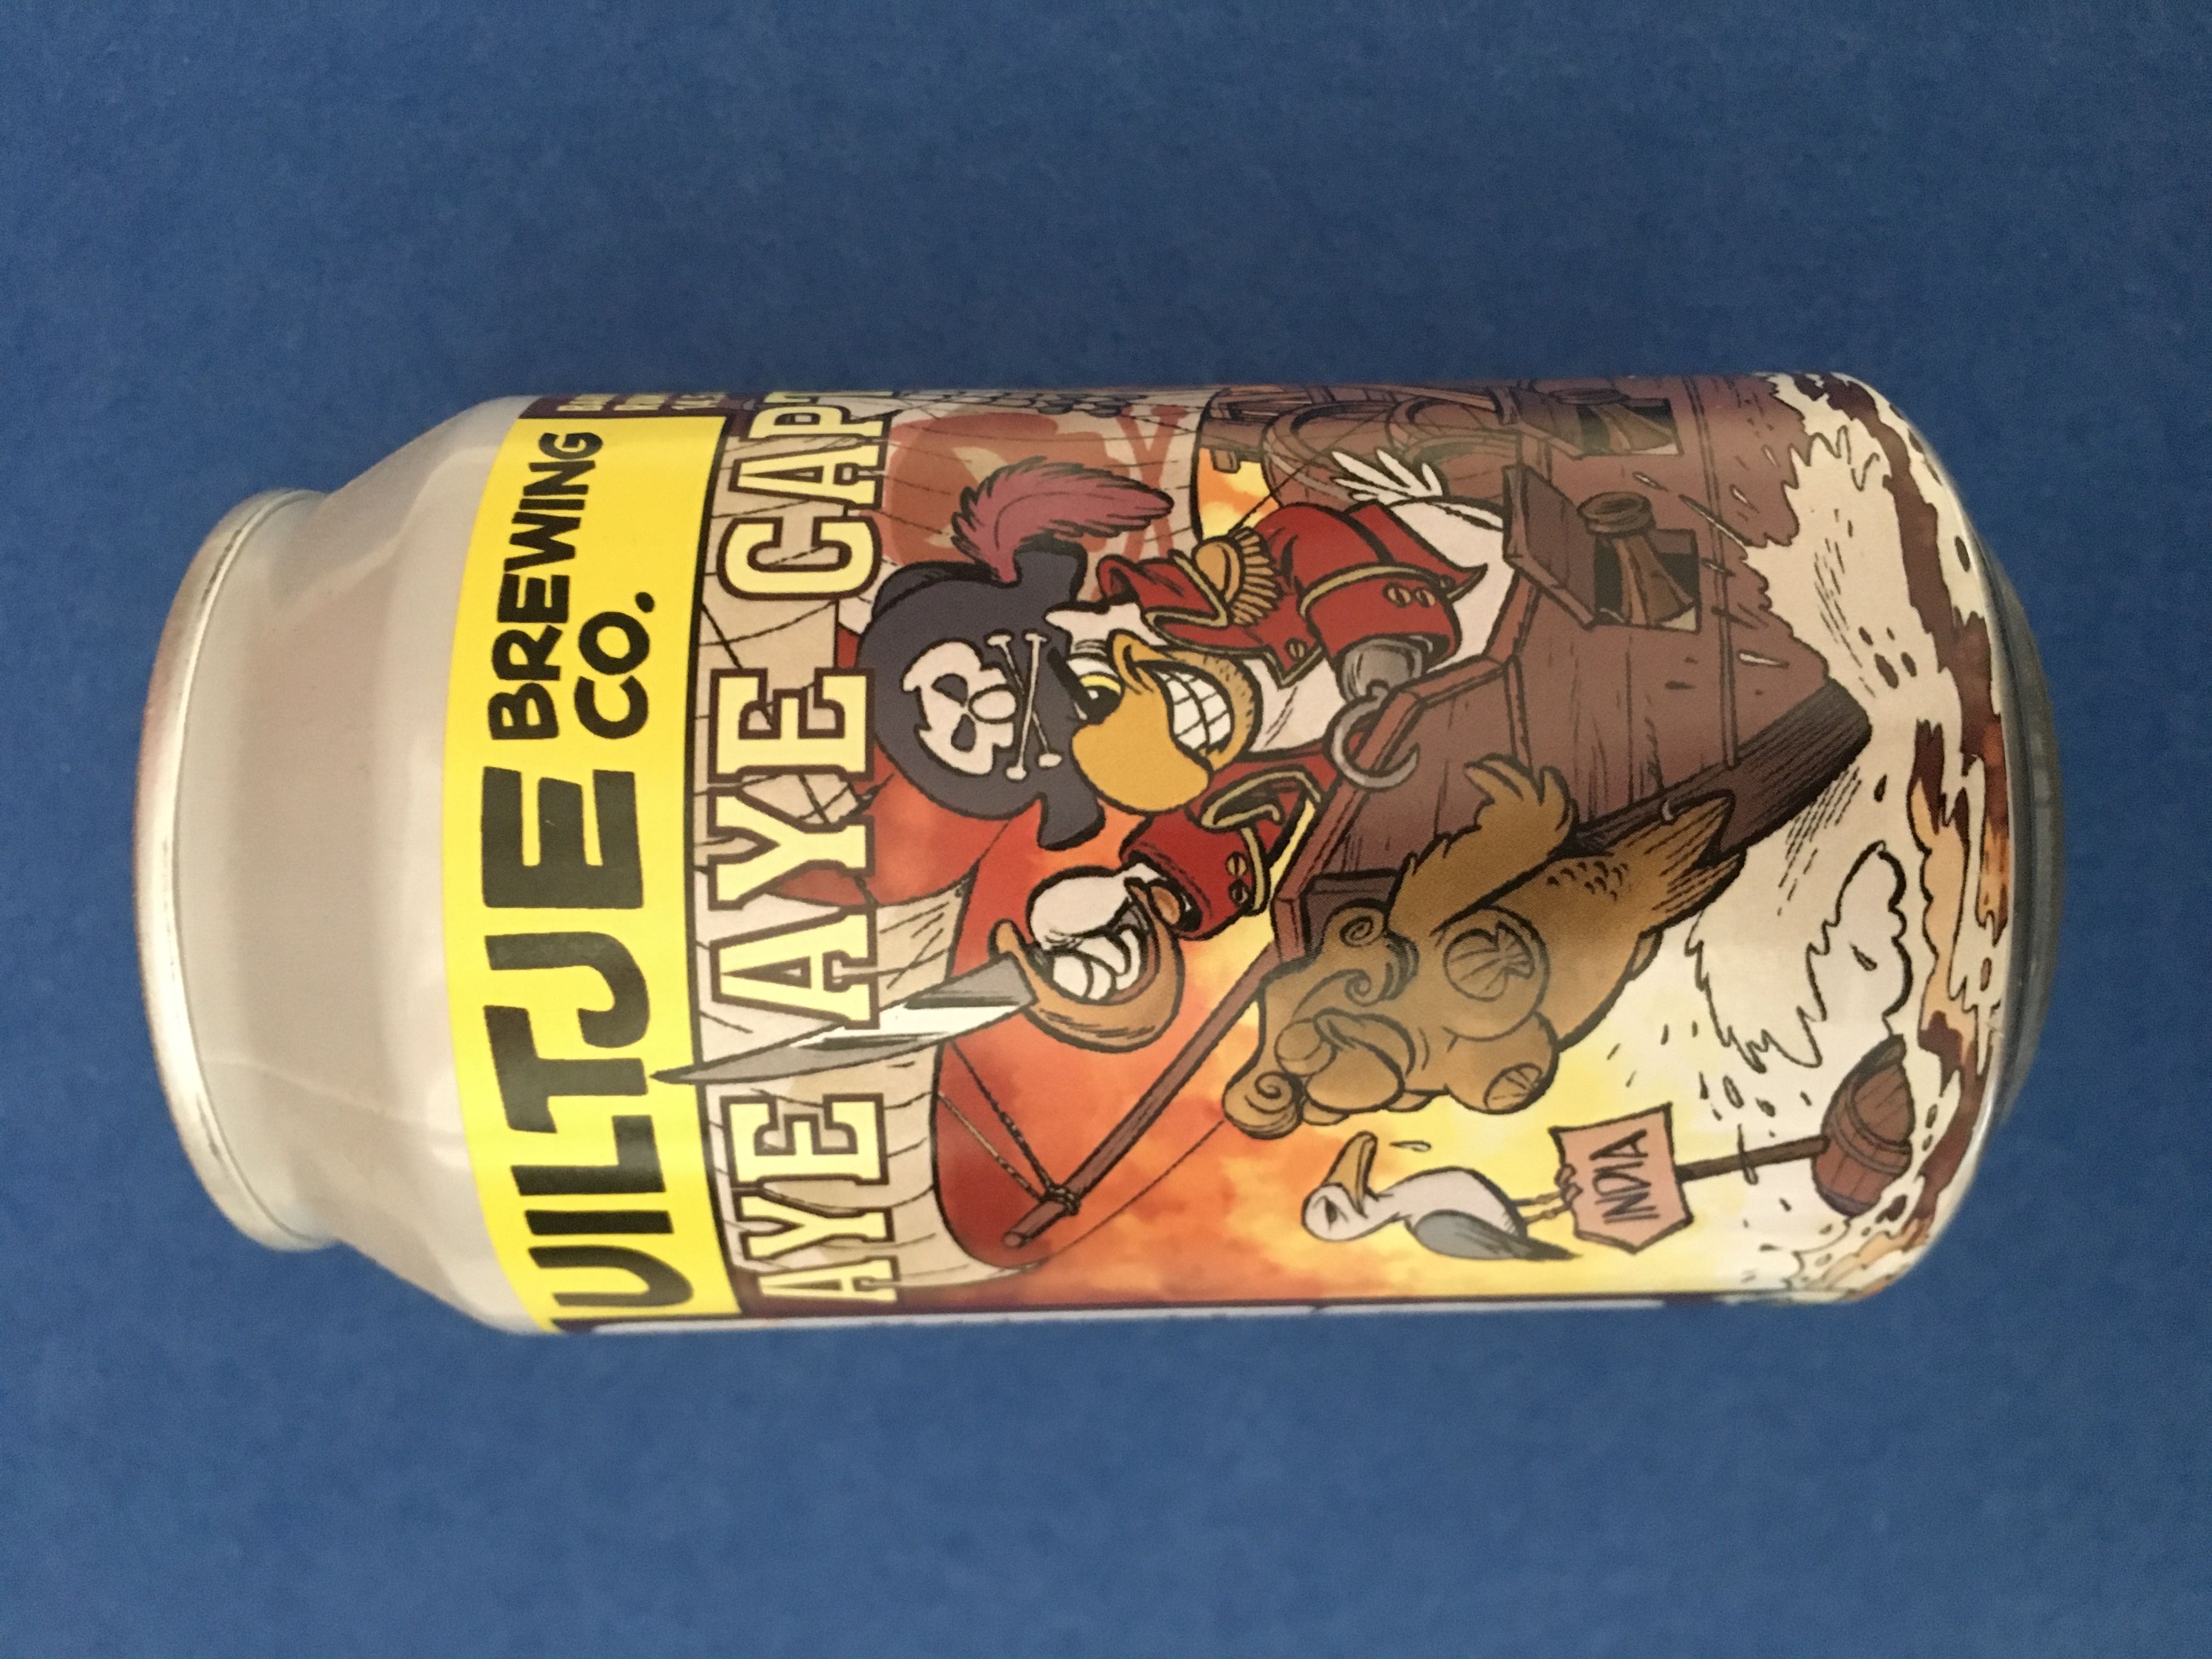 UILTJE BREWING
CO.
AYE AYE CAP
INDIA